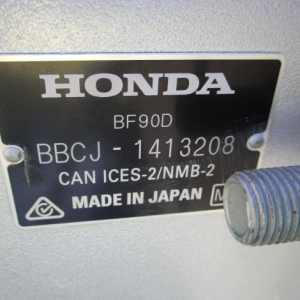 HONDA
BF90D
BBCJ - 1413208
CAN ICES-2/NMB-2
MADE IN JAPAN